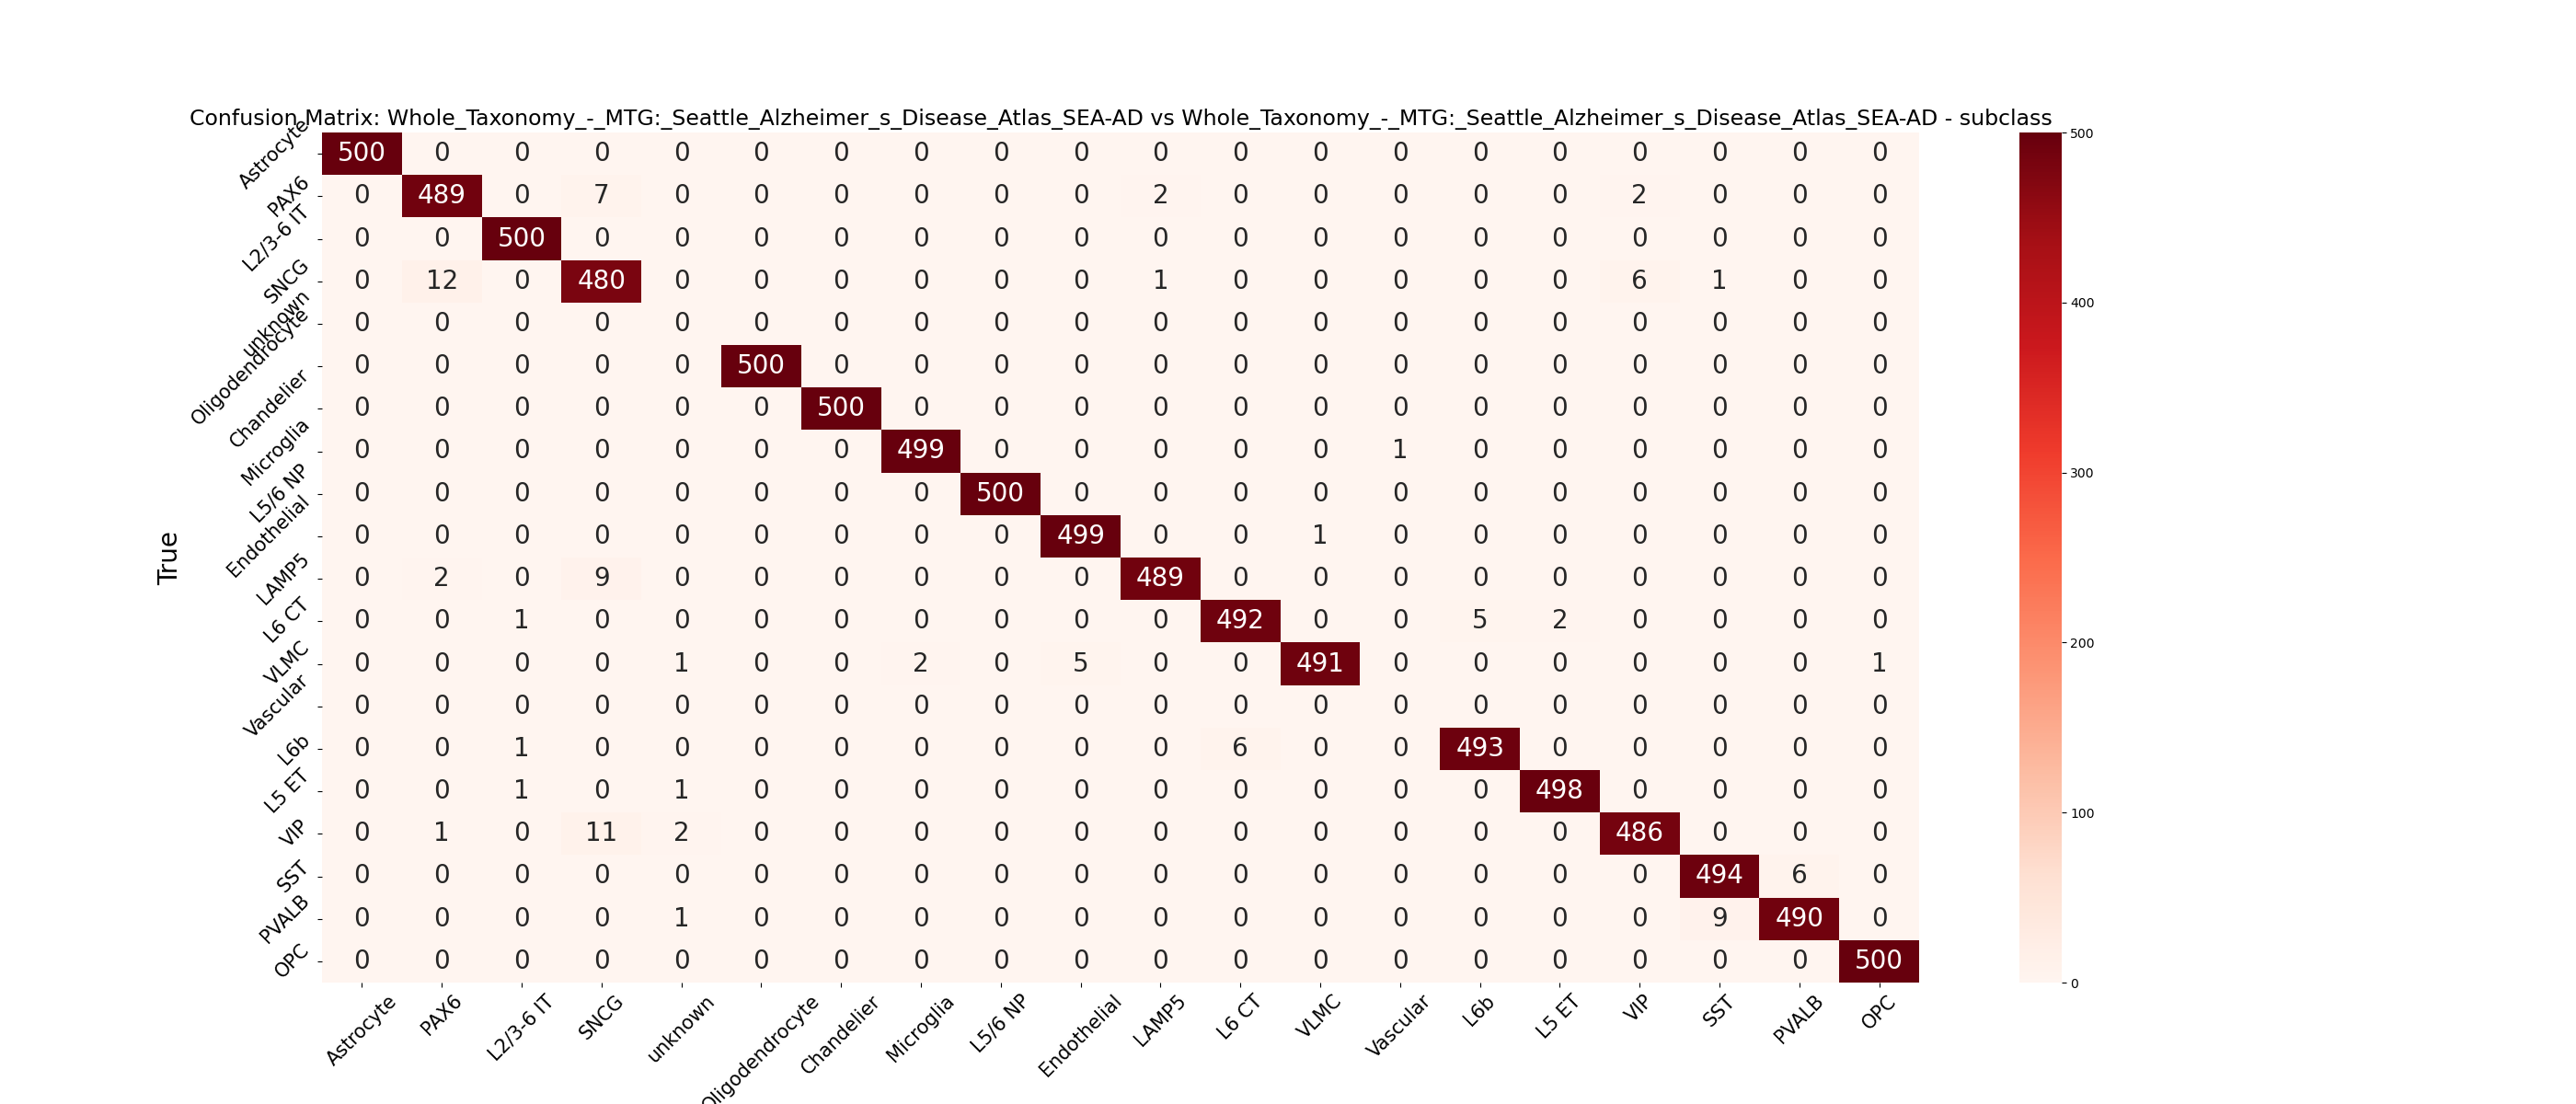 Confusion Matrix: Whole_Taxonomy_-_MTG:_Seattle_Alzheimer_s_Disease_Atlas_SEA-AD vs Whole_Taxonomy_-_MTG:_Seattle_Alzheimer_s_Disease_Atlas_SEA-AD - subclass
True
Astrocyte 500 0 0 0 0 0 0 0 0 0 0 0 0 0 0 0 0 0 0 0
PAX6 0 489 0 7 0 0 0 0 0 0 2 0 0 0 0 0 2 0 0 0
L2/3-6 IT 0 0 500 0 0 0 0 0 0 0 0 0 0 0 0 0 0 0 0 0
SNCG 0 12 0 480 0 0 0 0 0 0 1 0 0 0 0 0 6 1 0 0
unknown 0 0 0 0 0 0 0 0 0 0 0 0 0 0 0 0 0 0 0 0
Oligodendrocyte 0 0 0 0 0 500 0 0 0 0 0 0 0 0 0 0 0 0 0 0
Chandelier 0 0 0 0 0 0 500 0 0 0 0 0 0 0 0 0 0 0 0 0
Microglia 0 0 0 0 0 0 0 499 0 0 0 0 0 1 0 0 0 0 0 0
L5/6 NP 0 0 0 0 0 0 0 0 500 0 0 0 0 0 0 0 0 0 0 0
Endothelial 0 0 0 0 0 0 0 0 0 499 0 0 1 0 0 0 0 0 0 0
LAMP5 0 2 0 9 0 0 0 0 0 0 489 0 0 0 0 0 0 0 0 0
L6 CT 0 0 1 0 0 0 0 0 0 0 0 492 0 0 5 2 0 0 0 0
VLMC 0 0 0 0 1 0 0 2 0 5 0 0 491 0 0 0 0 0 0 1
Vascular 0 0 0 0 0 0 0 0 0 0 0 0 0 0 0 0 0 0 0 0
L6b 0 0 1 0 0 0 0 0 0 0 0 6 0 0 493 0 0 0 0 0
L5 ET 0 0 1 0 1 0 0 0 0 0 0 0 0 0 0 498 0 0 0 0
VIP 0 1 0 11 2 0 0 0 0 0 0 0 0 0 0 0 486 0 0 0
SST 0 0 0 0 0 0 0 0 0 0 0 0 0 0 0 0 0 494 6 0
PVALB 0 0 0 0 1 0 0 0 0 0 0 0 0 0 0 0 0 9 490 0
OPC 0 0 0 0 0 0 0 0 0 0 0 0 0 0 0 0 0 0 0 500
Astrocyte PAX6 L2/3-6 IT SNCG unknown Oligodendrocyte Chandelier Microglia L5/6 NP Endothelial LAMP5 L6 CT VLMC Vascular L6b L5 ET VIP SST PVALB OPC
500
400
300
200
100
0